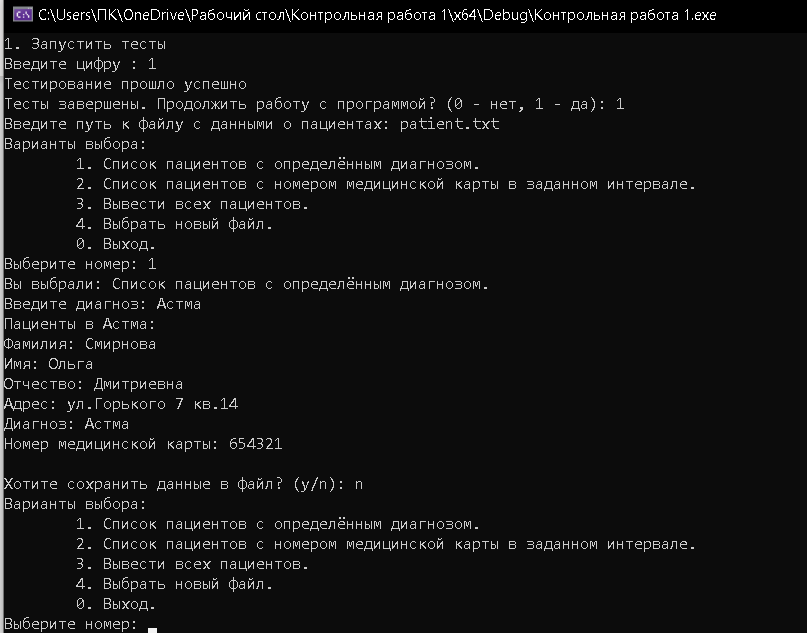 C:\Users\ПК\OneDrive\Рабочий стол\Контрольная работа 1\x64\Debug\Контрольная работа 1.exe
1. Запустить тесты
Введите цифру : 1
Тестирование прошло успешно
Тесты завершены. Продолжить работу с программой? (0 - нет, 1 - да): 1
Введите путь к файлу с данными о пациентах: patient.txt
Варианты выбора:
1. Список пациентов с определённым диагнозом.
2. Список пациентов с номером медицинской карты в заданном интервале.
3. Вывести всех пациентов.
4. Выбрать новый файл.
0. Выход.
Выберите номер: 1
Вы выбрали: Список пациентов с определённым диагнозом.
Введите диагноз: Астма
Пациенты в Астма:
Фамилия: Смирнова
Имя: Ольга
Отчество: Дмитриевна
Адрес: ул.Горького 7 кв.14
Диагноз: Астма
Номер медицинской карты: 654321
Хотите сохранить данные в файл? (y/n): n
Варианты выбора:
1. Список пациентов с определённым диагнозом.
2. Список пациентов с номером медицинской карты в заданном интервале.
3. Вывести всех пациентов.
4. Выбрать новый файл.
0. Выход.
Выберите номер: